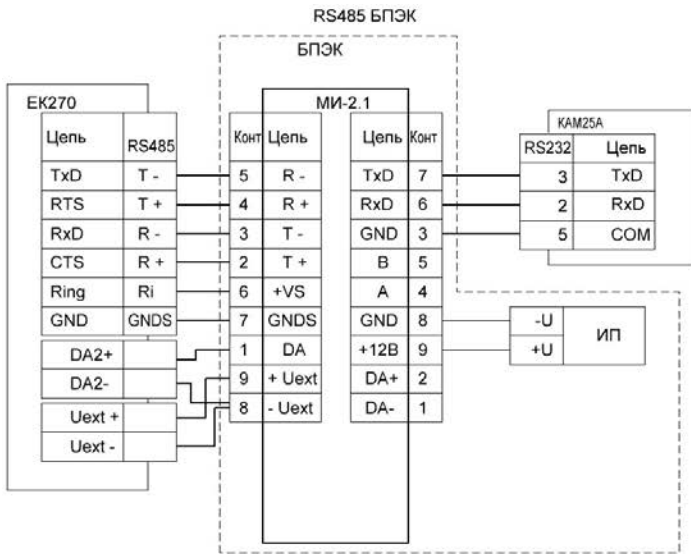 RS485 БПЭК
БПЭК
ЕК270
Цепь RS485
TxD T -
RTS T +
RxD R -
CTS R +
Ring Ri
GND GNDS
DA2+
DA2-
Uext +
Uext -
МИ-2.1
Конт Цепь Цепь Конт
5 R - TxD 7
4 R + RxD 6
3 T - GND 3
2 T + B 5
6 +VS A 4
7 GNDS GND 8
1 DA +12В 9
9 + Uext DA+ 2
8 - Uext DA- 1
КАМ25А
RS232 Цепь
3 TxD
2 RxD
5 COM
-U
+U
ИП